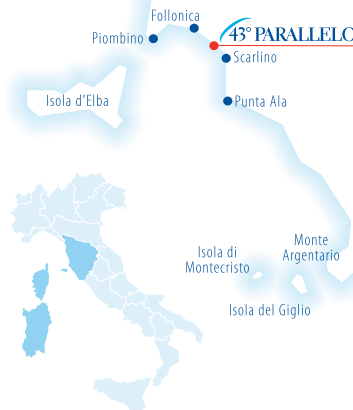 Follonica
43° PARALLELO
Piombino
Scarlino
Isola d'Elba
Punta Ala
Monte
Argentario
Isola di
Montecristo
Isola del Giglio